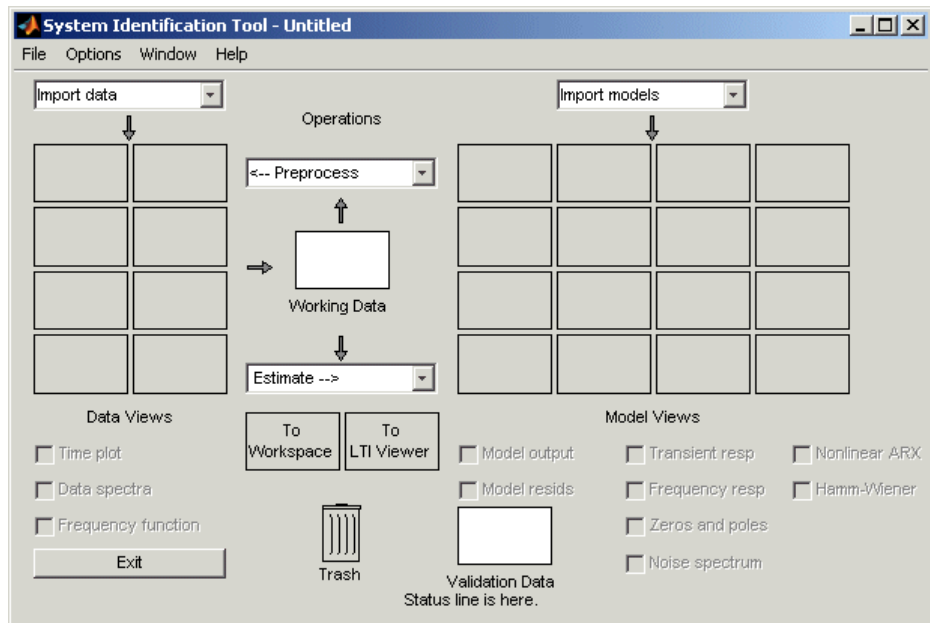 System Identification Tool - Untitled
File Options Window Help
Import data
Import models
Operations
<-- Preprocess
Working Data
Estimate -->
Data Views
Model Views
To Workspace
To LTI Viewer
Time plot
Data spectra
Frequency function
Model output
Model resids
Transient resp
Frequency resp
Zeros and poles
Noise spectrum
Nonlinear ARX
Hamm-Wiener
Exit
Trash
Validation Data
Status line is here.